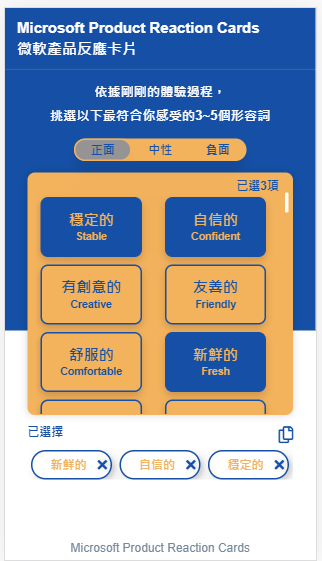 Microsoft Product Reaction Cards
微軟產品反應卡片
依據剛剛的體驗過程，
挑選以下最符合你感受的3~5個形容詞
正面 中性 負面
已選3項
穩定的 自信的
Stable Confident
有創意的 友善的
Creative Friendly
舒服的 新鮮的
Comfortable Fresh
已選擇
新鮮的 自信的 穩定的
Microsoft Product Reaction Cards